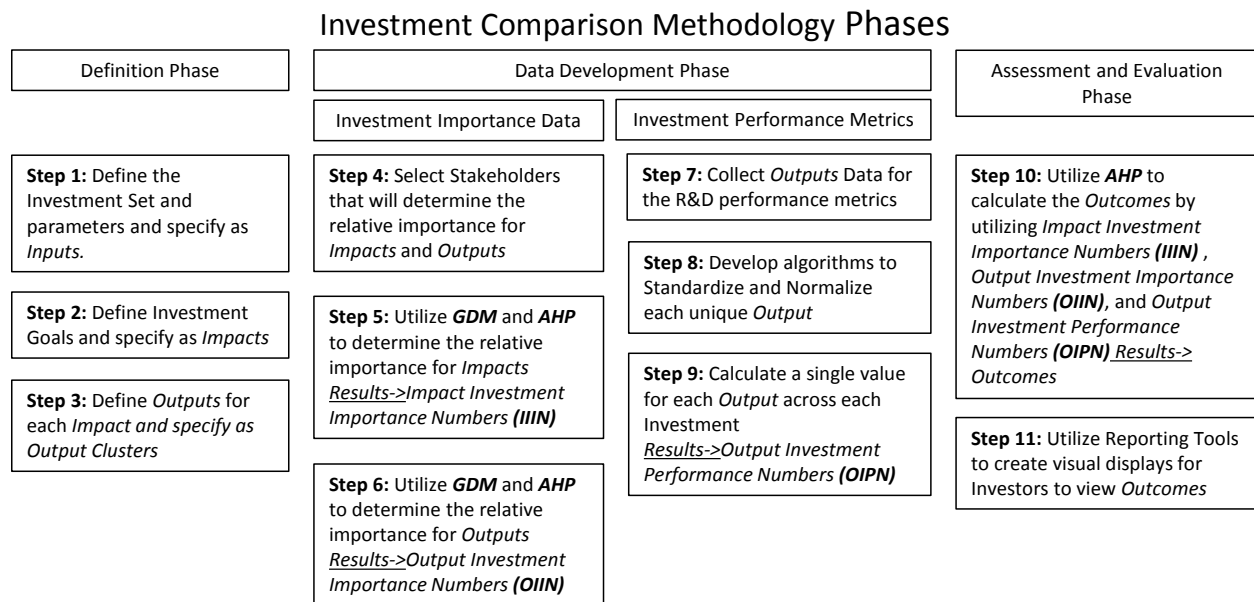 Investment Comparison Methodology Phases
Definition Phase
Data Development Phase
Assessment and Evaluation
Phase
Investment Importance Data
Investment Performance Metrics
Step 1: Define the
Investment Set and
parameters and specify as
Inputs.
Step 2: Define Investment
Goals and specify as Impacts
Step 3: Define Outputs for
each Impact and specify as
Output Clusters
Step 4: Select Stakeholders
that will determine the
relative importance for
Impacts and Outputs
Step 5: Utilize GDM and AHP
to determine the relative
importance for Impacts
Results->Impact Investment
Importance Numbers (IIIN)
Step 6: Utilize GDM and AHP
to determine the relative
importance for Outputs
Results->Output Investment
Importance Numbers (OIIN)
Step 7: Collect Outputs Data for
the R&D performance metrics
Step 8: Develop algorithms to
Standardize and Normalize
each unique Output
Step 9: Calculate a single value
for each Output across each
Investment
Results->Output Investment
Performance Numbers (OIPN)
Step 10: Utilize AHP to
calculate the Outcomes by
utilizing Impact Investment
Importance Numbers (IIIN) ,
Output Investment Importance
Numbers (OIIN), and Output
Investment Performance
Numbers (OIPN) Results->
Outcomes
Step 11: Utilize Reporting Tools
to create visual displays for
Investors to view Outcomes